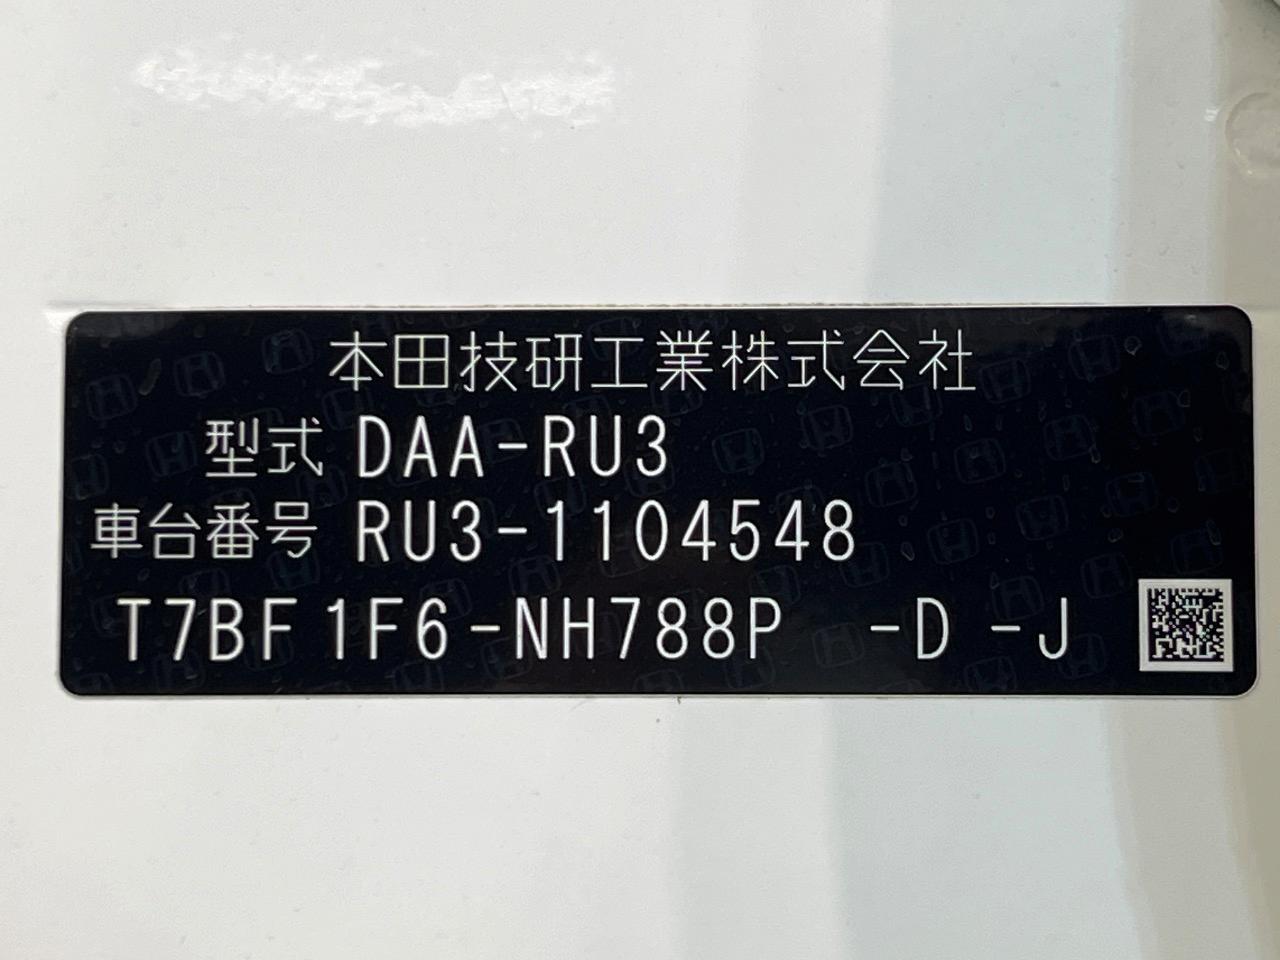 本田技研工業株式会社
型式 DAA-RU3
車台番号 RU3-1104548
T7BF1F6-NH788P -D -J